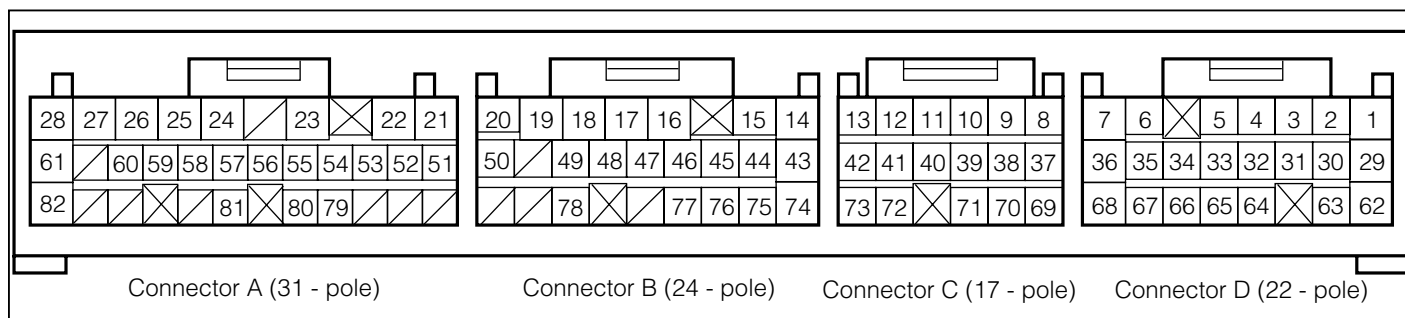 28 27 26 25 24 23 22 21 20 19 18 17 16 15 14 13 12 11 10 9 8 7 6 5 4 3 2 1
61 60 59 58 57 56 55 54 53 52 51 50 49 48 47 46 45 44 43 42 41 40 39 38 37 36 35 34 33 32 31 30 29
82 81 80 79 78 77 76 75 74 73 72 71 70 69 68 67 66 65 64 63 62
Connector A (31 - pole) Connector B (24 - pole) Connector C (17 - pole) Connector D (22 - pole)